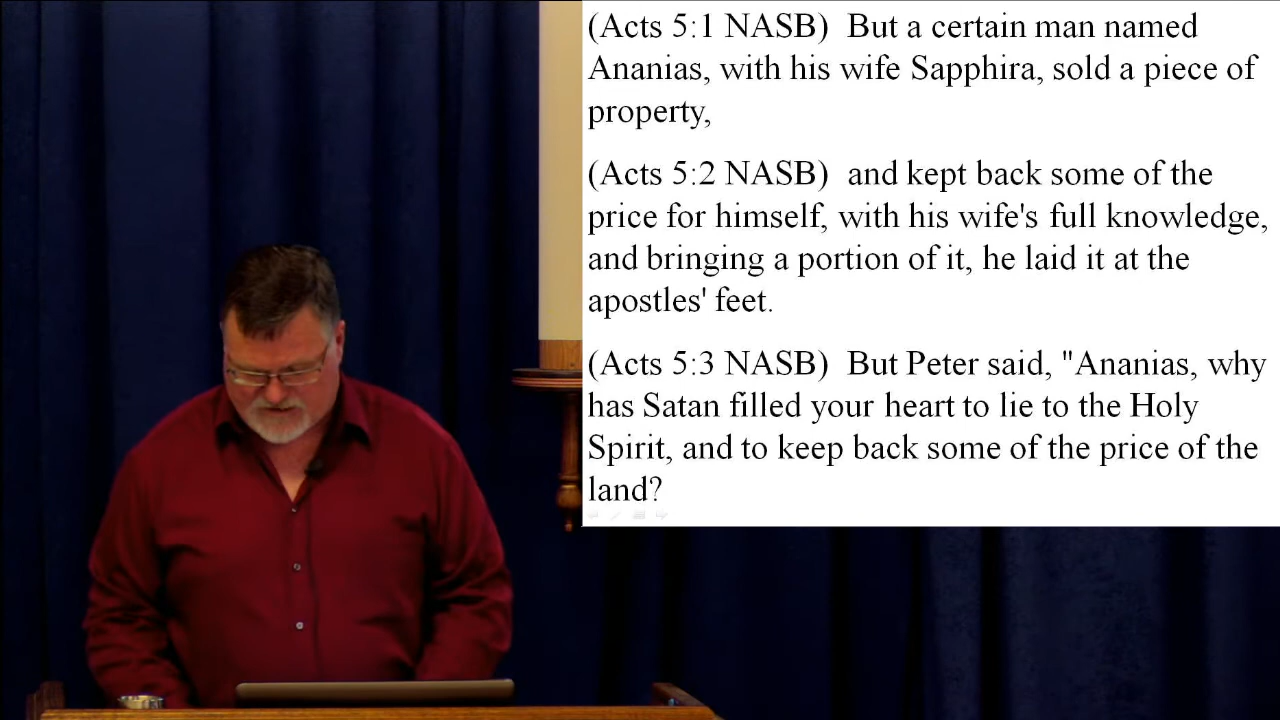 (Acts 5:1 NASB)  But a certain man named
Ananias, with his wife Sapphira, sold a piece of
property,
(Acts 5:2 NASB)  and kept back some of the
price for himself, with his wife's full knowledge,
and bringing a portion of it, he laid it at the
apostles' feet.
(Acts 5:3 NASB)  But Peter said, "Ananias, why
has Satan filled your heart to lie to the Holy
Spirit, and to keep back some of the price of the
land?